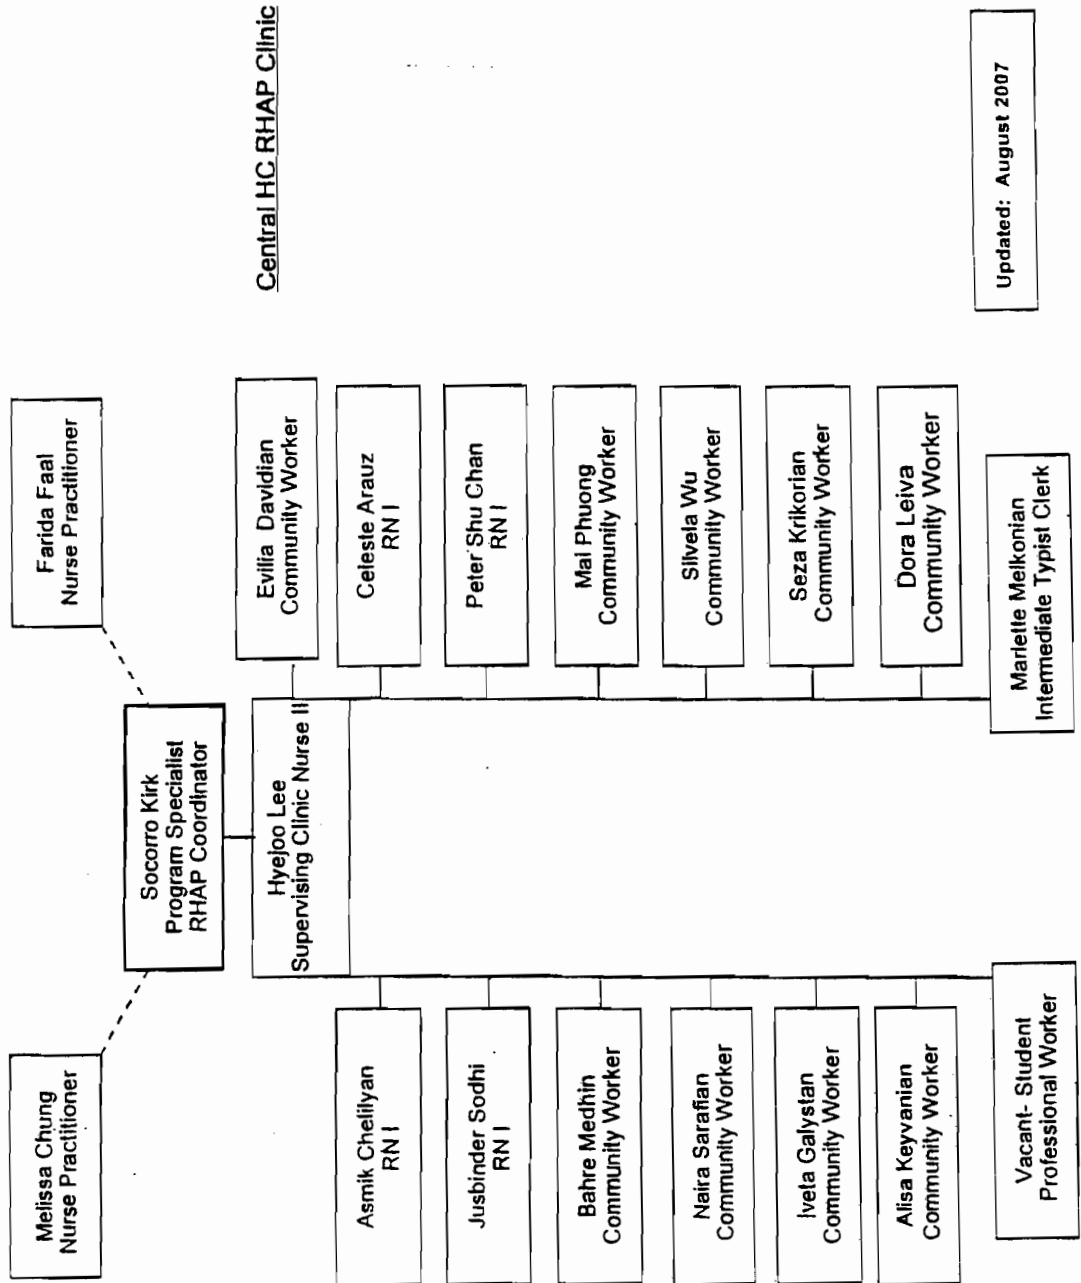 Central HC RHAP Clinic
Melissa Chung
Nurse Practitioner
Farida Faal
Nurse Practitioner
Socorro Kirk
Program Specialist
RHAP Coordinator
Hyejoo Lee
Supervising Clinic Nurse II
Asmik Chelilyan
RN I
Jusbinder Sodhi
RN I
Bahre Medhin
Community Worker
Naira Sarafian
Community Worker
Iveta Galystan
Community Worker
Alisa Keyvanian
Community Worker
Vacant- Student
Professional Worker
Evilia Davidian
Community Worker
Celeste Arauz
RN I
Peter Shu Chan
RN I
Mai Phuong
Community Worker
Silvela Wu
Community Worker
Seza Krikorian
Community Worker
Dora Leiva
Community Worker
Marlette Melkonian
Intermediate Typist Clerk
Updated: August 2007